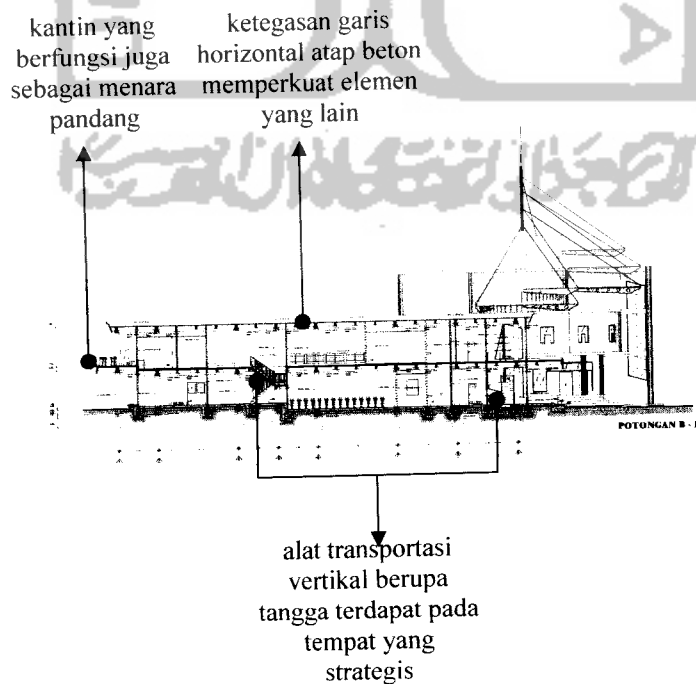 kantin yang
berfungsi juga
sebagai menara
pandang
ketegasan garis
horizontal atap beton
memperkuat elemen
yang lain
POTONGAN B -
alat transportasi
vertikal berupa
tangga terdapat pada
tempat yang
strategis